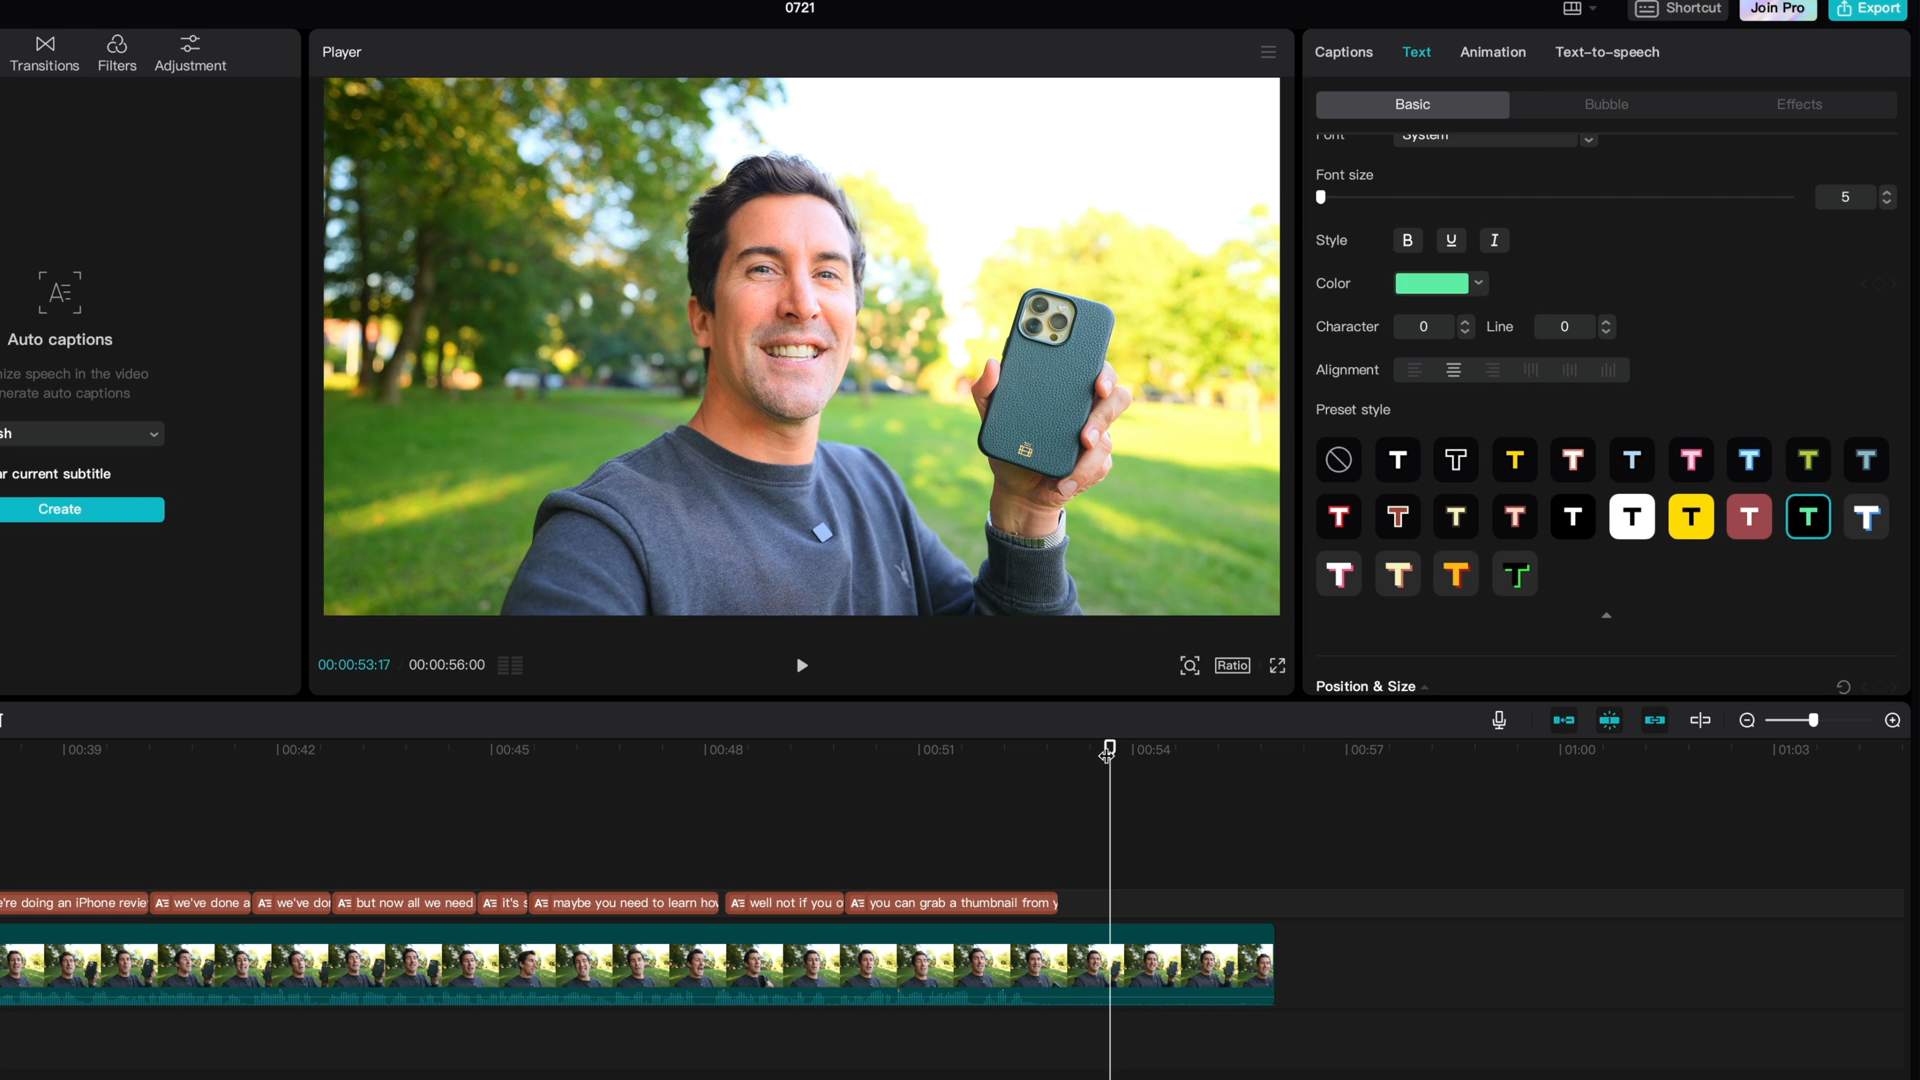 0721
Shortcut
Join Pro
Export
Transitions
Filters
Adjustment
Player
Captions
Text
Animation
Text-to-speech
Basic
Bubble
Effects
Font
System
Font size
5
Style
B
U
I
Color
Character
0
Line
0
Alignment
Preset style
A
Auto captions
nize speech in the video
nerate auto captions
sh
ar current subtitle
Create
T T T T T T T T T
T T T T T T T T T T
T T T T
00:00:53:17
00:00:56:00
Ratio
Position & Size
00:39
00:42
00:45
00:48
00:51
00:54
00:57
01:00
01:03
're doing an iPhone revie
we've done a
we've do
but now all we need
it's s
maybe you need to learn ho
well not if you o
you can grab a thumbnail from y